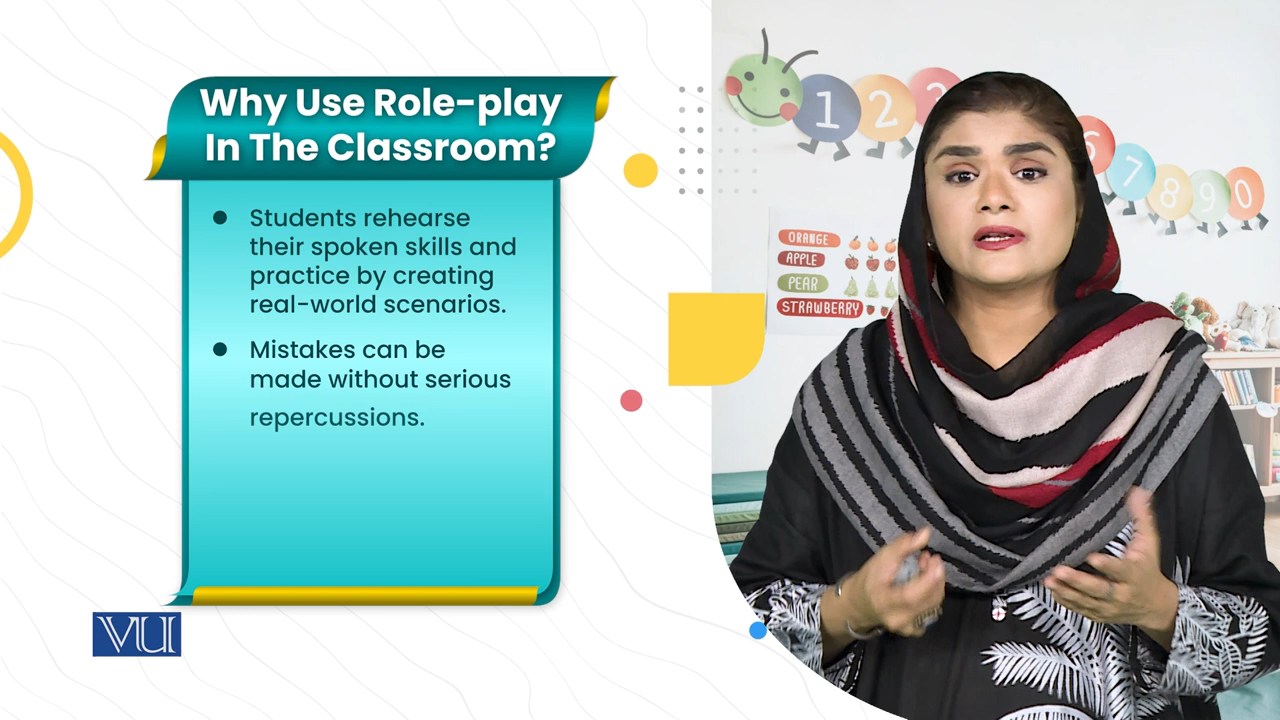 Why Use Role-play
In The Classroom?
Students rehearse
their spoken skills and
practice by creating
real-world scenarios.
Mistakes can be
made without serious
repercussions.
VU
1 2 3
6 7 8 9 0
ORANGE
APPLE
PEAR
STRAWBERRY